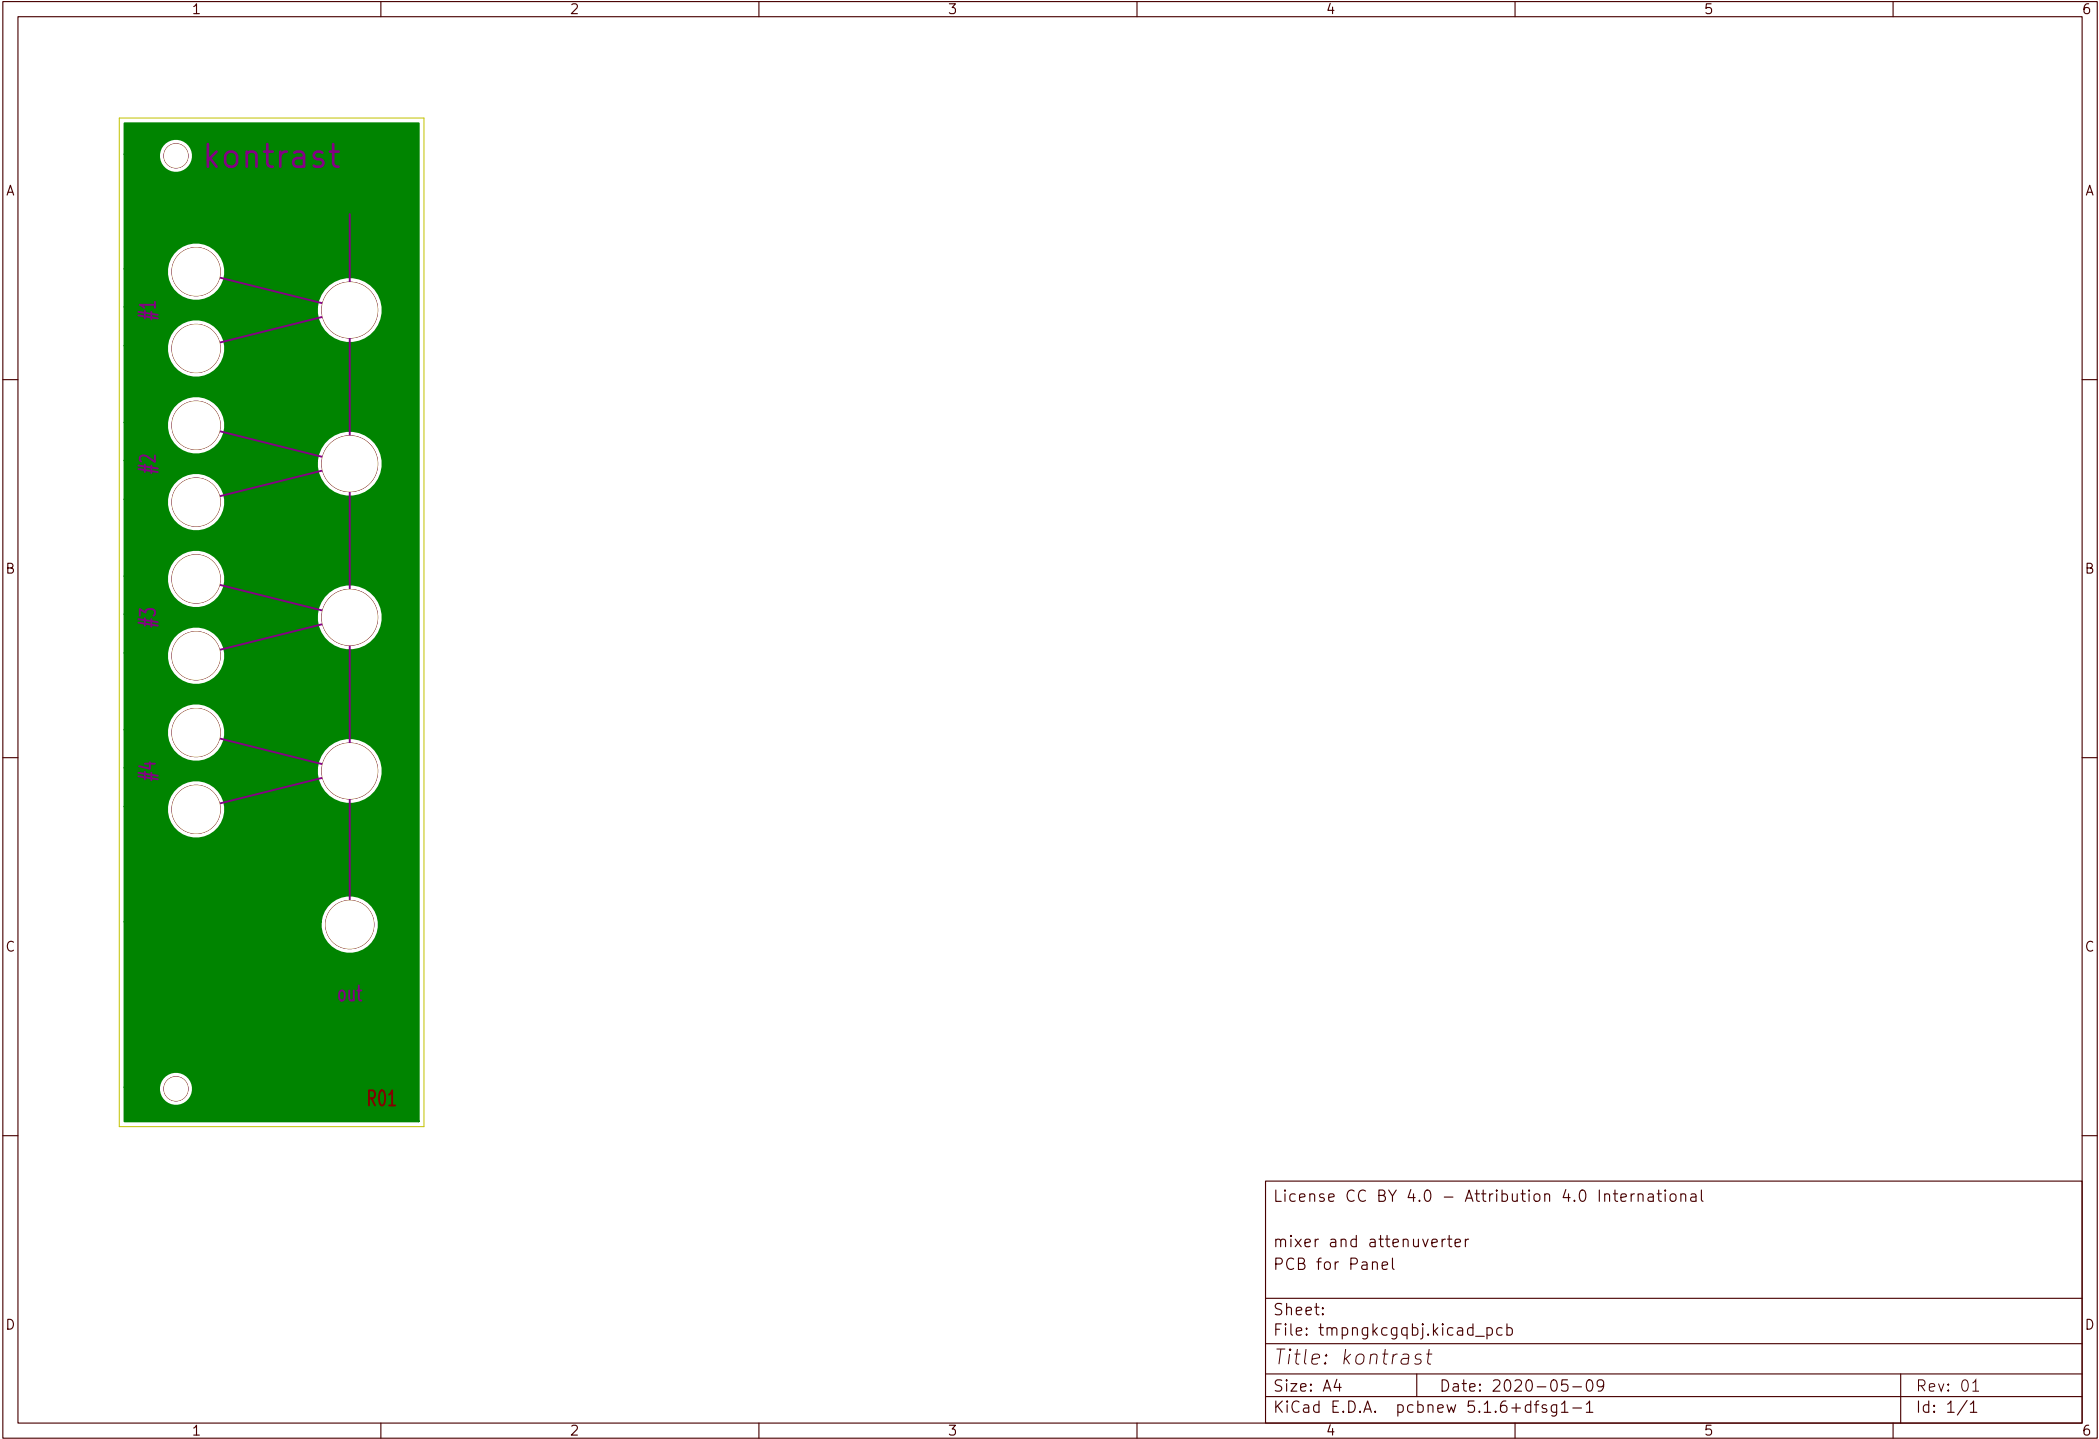 1 2 3 4 5 6
A A
kontrast
#1
#2
B B
#3
#4
C C
out
R01
License CC BY 4.0 – Attribution 4.0 International
mixer and attenuverter
PCB for Panel
Sheet:
D D
File: tmpngkcgqbj.kicad_pcb
Title: kontrast
Size: A4 Date: 2020-05-09 Rev: 01
KiCad E.D.A. pcbnew 5.1.6+dfsg1-1 Id: 1/1
1 2 3 4 5 6